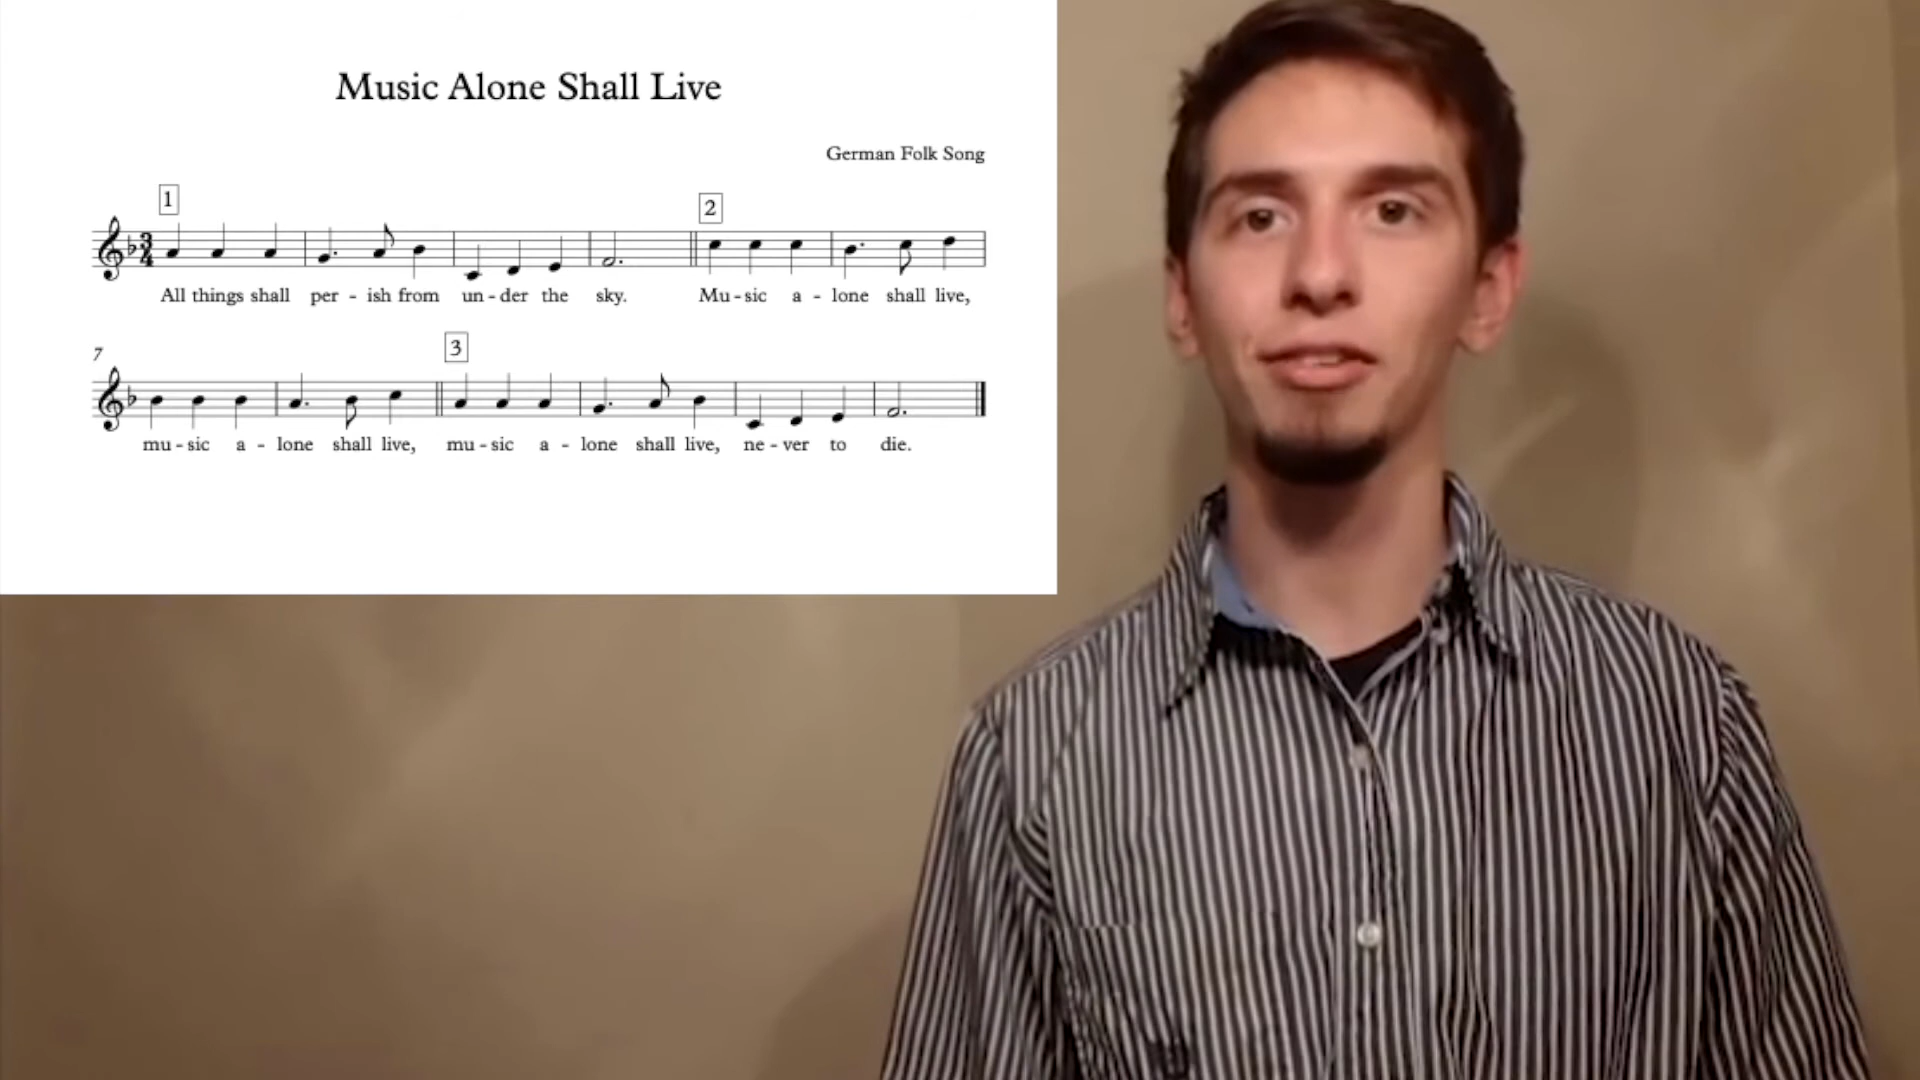 Music Alone Shall Live
German Folk Song
1 2
3 4
All things shall per - ish from un - der the sky. Mu - sic a - lone shall live,
7 3
mu - sic a - lone shall live, mu - sic a - lone shall live, ne - ver to die.